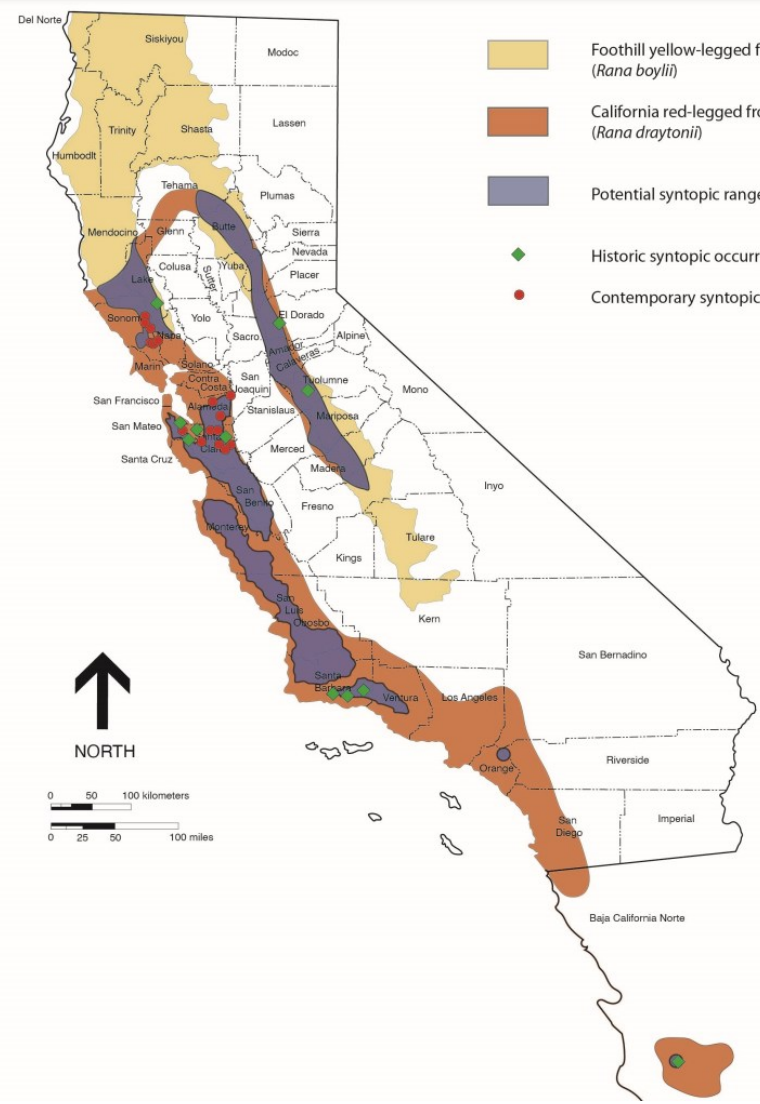 Del Norte
Siskiyou
Modoc
Foothill yellow-legged f
(Rana boylii)
California red-legged fro
(Rana draytonii)
Potential syntopic range
Historic syntopic occurr
Contemporary syntopic
Humbodlt
Trinity
Shasta
Lassen
Tehama
Plumas
Mendocino
Glenn
Butte
Sierra
Nevada
Placer
Lake
Colusa
Sutter
Yuba
Sonom
Napa
Yolo
El Dorado
Sacro
Amador
Alpine
Calaveras
Marin
Solano
Contra
Costa
San
Joaquin
Tuolumne
Mono
San Francisco
Alameda
Stanislaus
Mariposa
San Mateo
Santa
Clara
Merced
Santa Cruz
Madera
Inyo
San
Benito
Fresno
Monterey
Tulare
Kings
San
Luis
Obosbo
Kern
San Bernadino
Santa
Barbara
Ventura
Los Angeles
NORTH
Orange
Riverside
0 50 100 kilometers
0 25 50 100 miles
San
Diego
Imperial
Baja California Norte